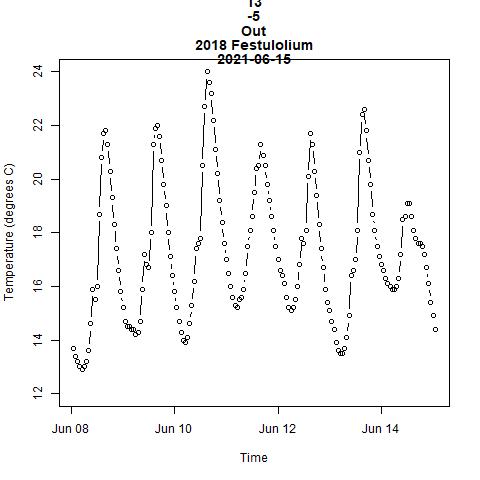 13
-5
Out
2018 Festulolium
2021-06-15
24
22
20
18
16
14
12
Temperature (degrees C)
Jun 08
Jun 10
Jun 12
Jun 14
Time